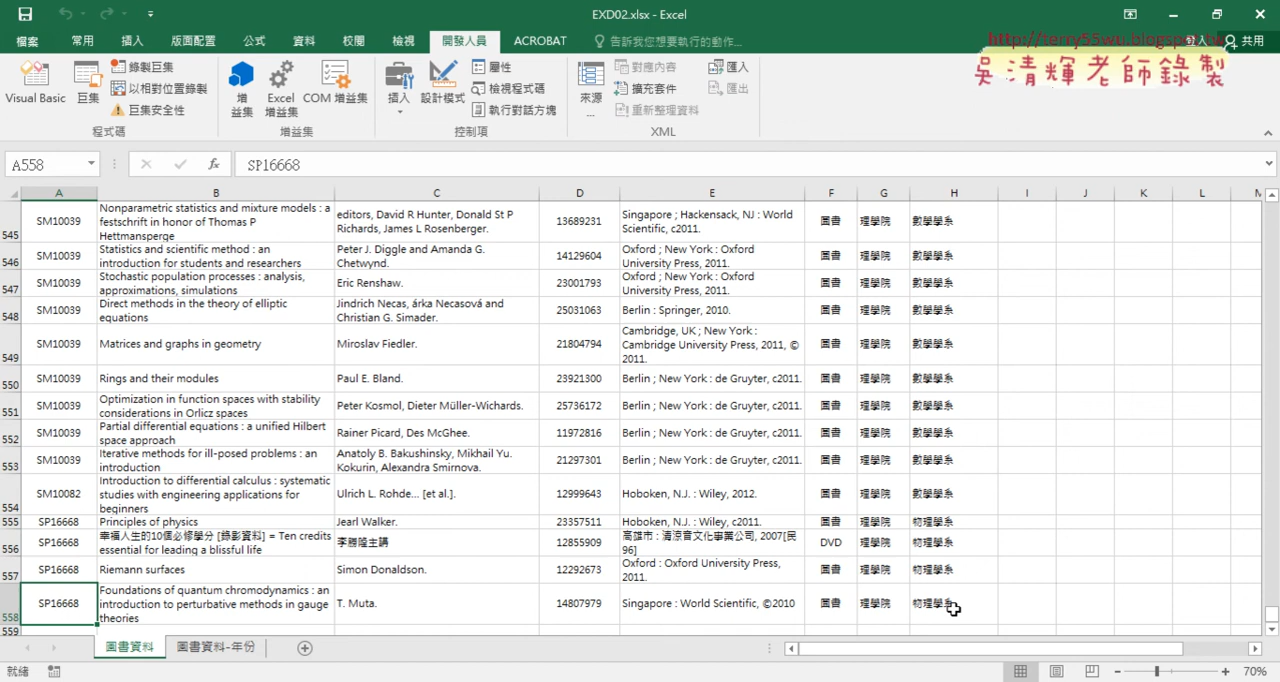 EXD02.xlsx - Excel
檔案 常用 插入 版面配置 公式 資料 校閱 檢視 開發人員 ACROBAT 告訴我您想要執行的動作... 登入 共用
http://terry55wu.blogspot.tw
吳清輝老師錄製
Visual Basic 巨集 錄製巨集 以相對位置錄製 巨集安全性
增益集 Excel 增益集 COM 增益集
插入 設計模式 屬性 檢視程式碼 執行對話方塊
來源... 對應內容 擴充套件 重新整理資料 匯入 匯出
程式碼 增益集 控制項 XML
A558 fx SP16668
A B C D E F G H I J K L M
545 SM10039 Nonparametric statistics and mixture models : a festschrift in honor of Thomas P Hettmansperge editors, David R Hunter, Donald St P Richards, James L Rosenberger. 13689231 Singapore ; Hackensack, NJ : World Scientific, c2011. 圖書 理學院 數學學系
546 SM10039 Statistics and scientific method : an introduction for students and researchers Peter J. Diggle and Amanda G. Chetwynd. 14129604 Oxford ; New York : Oxford University Press, 2011. 圖書 理學院 數學學系
547 SM10039 Stochastic population processes : analysis, approximations, simulations Eric Renshaw. 23001793 Oxford ; New York : Oxford University Press, 2011. 圖書 理學院 數學學系
548 SM10039 Direct methods in the theory of elliptic equations Jindrich Necas, árka Necasová and Christian G. Simader. 25031063 Berlin : Springer, 2010. 圖書 理學院 數學學系
549 SM10039 Matrices and graphs in geometry Miroslav Fiedler. 21804794 Cambridge, UK ; New York : Cambridge University Press, 2011, © 2011. 圖書 理學院 數學學系
550 SM10039 Rings and their modules Paul E. Bland. 23921300 Berlin ; New York : de Gruyter, c2011. 圖書 理學院 數學學系
551 SM10039 Optimization in function spaces with stability considerations in Orlicz spaces Peter Kosmol, Dieter Müller-Wichards. 25736172 Berlin ; New York : de Gruyter, c2011. 圖書 理學院 數學學系
552 SM10039 Partial differential equations : a unified Hilbert space approach Rainer Picard, Des McGhee. 11972816 Berlin ; New York : de Gruyter, c2011. 圖書 理學院 數學學系
553 SM10039 Iterative methods for ill-posed problems : an introduction Anatoly B. Bakushinsky, Mikhail Yu. Kokurin, Alexandra Smirnova. 21297301 Berlin ; New York : de Gruyter, c2011. 圖書 理學院 數學學系
554 SM10082 Introduction to differential calculus : systematic studies with engineering applications for beginners Ulrich L. Rohde... [et al.]. 12999643 Hoboken, N.J. : Wiley, 2012. 圖書 理學院 數學學系
555 SP16668 Principles of physics Jearl Walker. 23357511 Hoboken, N.J. : Wiley, c2011. 圖書 理學院 物理學系
556 SP16668 幸福人生的10個必修學分 [錄影資料] = Ten credits essential for leading a blissful life 李勝隆主講 12855909 高雄市 : 清涼音文化事業公司, 2007[民96] DVD 理學院 物理學系
557 SP16668 Riemann surfaces Simon Donaldson. 12292673 Oxford : Oxford University Press, 2011. 圖書 理學院 物理學系
558 SP16668 Foundations of quantum chromodynamics : an introduction to perturbative methods in gauge theories T. Muta. 14807979 Singapore : World Scientific, ©2010 圖書 理學院 物理學系
559
圖書資料 圖書資料-年份
就緒 70%